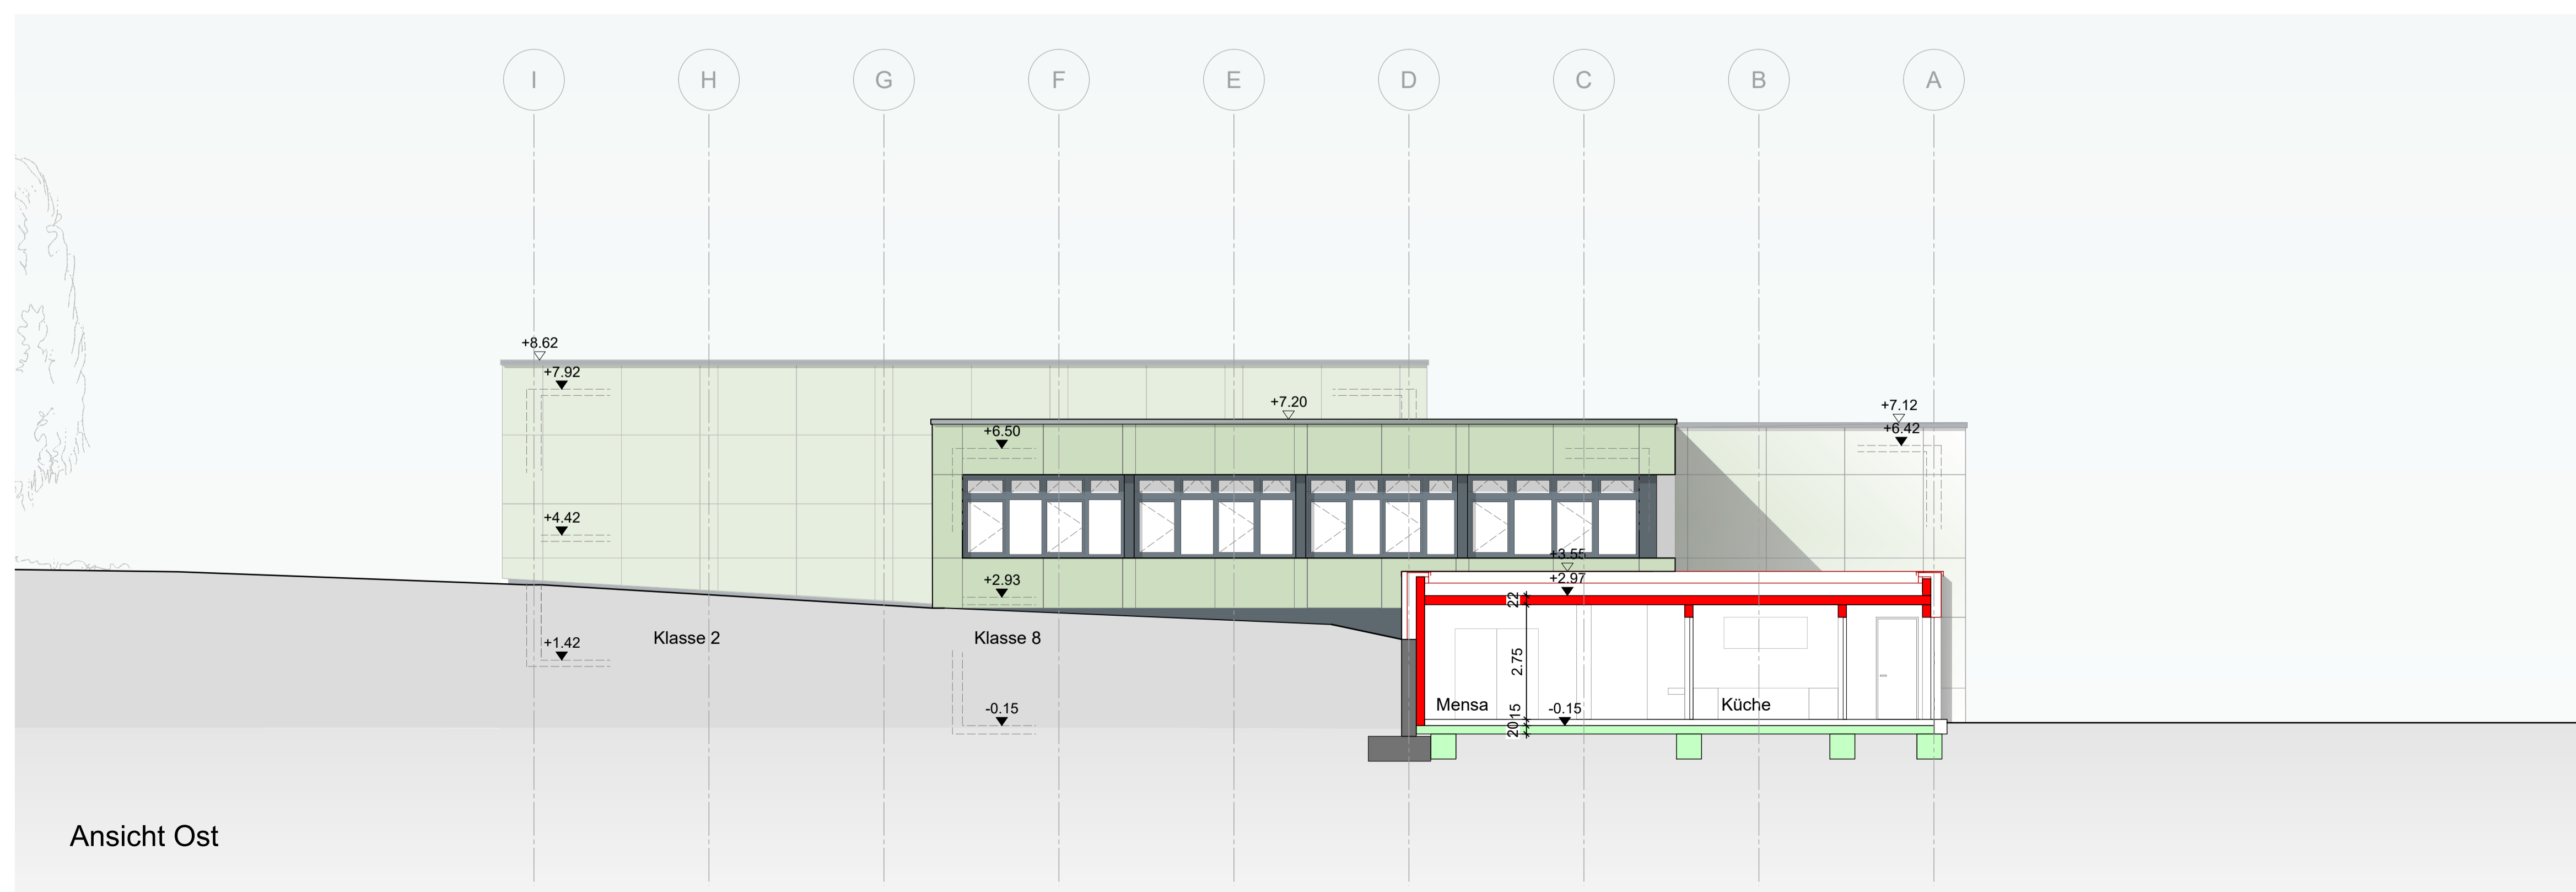 I H G F E D C B A
+8.62
+7.92
+7.20
+7.12
+6.50
+6.42
+4.42
+3.55
+2.93
+2.97
22
Klasse 2
Klasse 8
+1.42
2.75
Mensa
Küche
-0.15
-0.15
15
20
Ansicht Ost